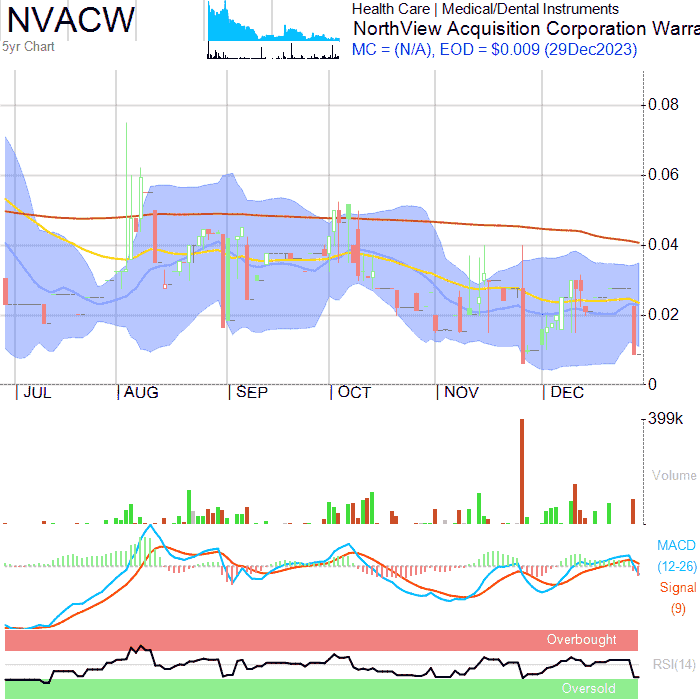 NVACW
5yr Chart
Health Care | Medical/Dental Instruments
NorthView Acquisition Corporation Warra
MC = (N/A), EOD = $0.009 (29Dec2023)
0.08
0.06
0.04
0.02
0
JUL AUG SEP OCT NOV DEC
399k
Volume
MACD
(12-26)
Signal
(9)
Overbought
RSI(14)
Oversold